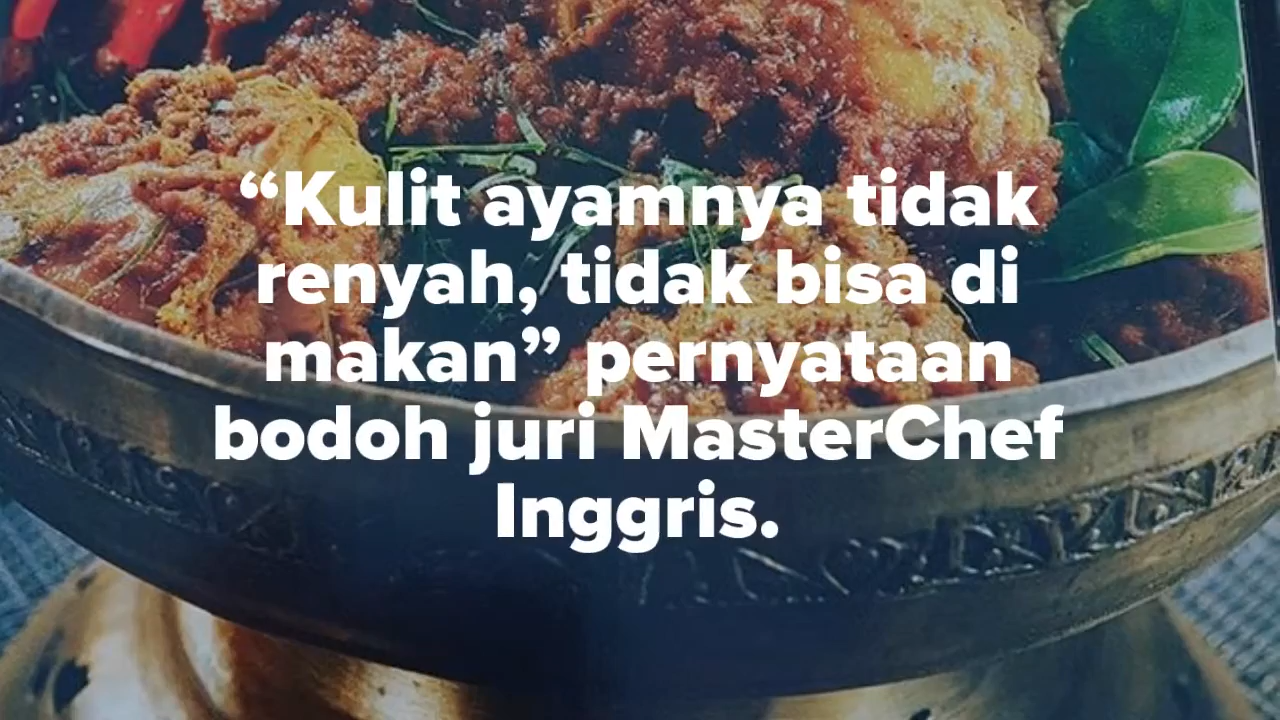 “Kulit ayamnya tidak
renyah, tidak bisa di
makan” pernyataan
bodoh juri MasterChef
Inggris.